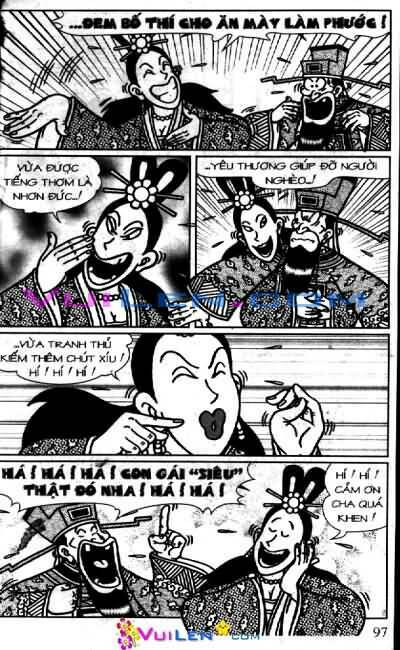 ...ĐEM BỐ THÍ CHO ĂN MÀY LÀM PHƯỚC!
VỪA ĐƯỢC
TIẾNG THƠM LÀ
NHƠN ĐỨC...!
...YÊU THƯƠNG GIÚP ĐỠ NGƯỜI
NGHÈO...!
VUILEN.COM
...VỪA TRANH THỦ
KIẾM THÊM CHÚT XÍU!
HÍ! HÍ! HÍ!
HÁ! HÁ! HÁ! CON GÁI "SIÊU"
THẬT ĐÓ NHA! HÁ! HÁ!
HÍ! HÍ!
CẢM ƠN
CHA QUÁ
KHEN!
97
VUILEN.COM